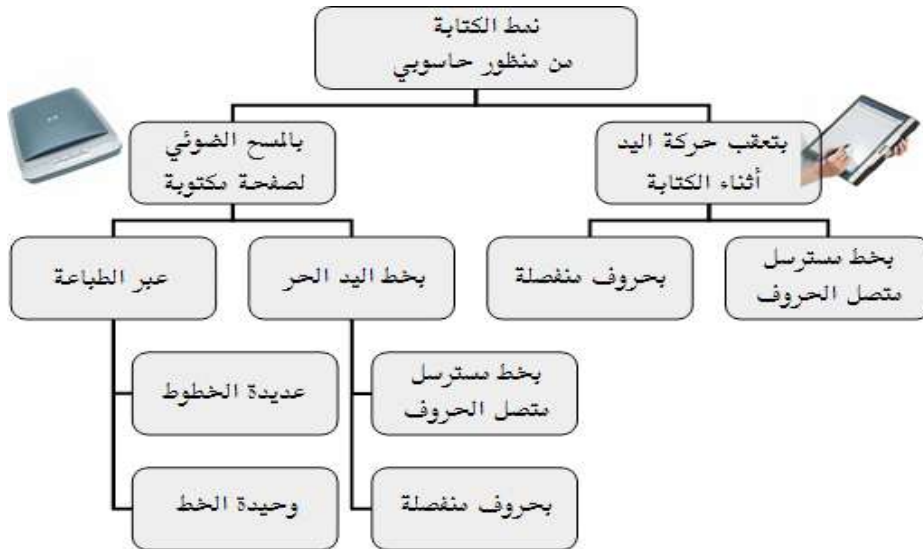 نمط الكتابة
من منظور حاسوبي
بتعقب حركة اليد
أثناء الكتابة
بالمسح الضوئي
لصفحة مكتوبة
بخط مسترسل
متصل الحروف
بحروف منفصلة
بخط اليد الحر
عبر الطباعة
بخط مسترسل
متصل الحروف
بحروف منفصلة
عديدة الخطوط
وحيدة الخط